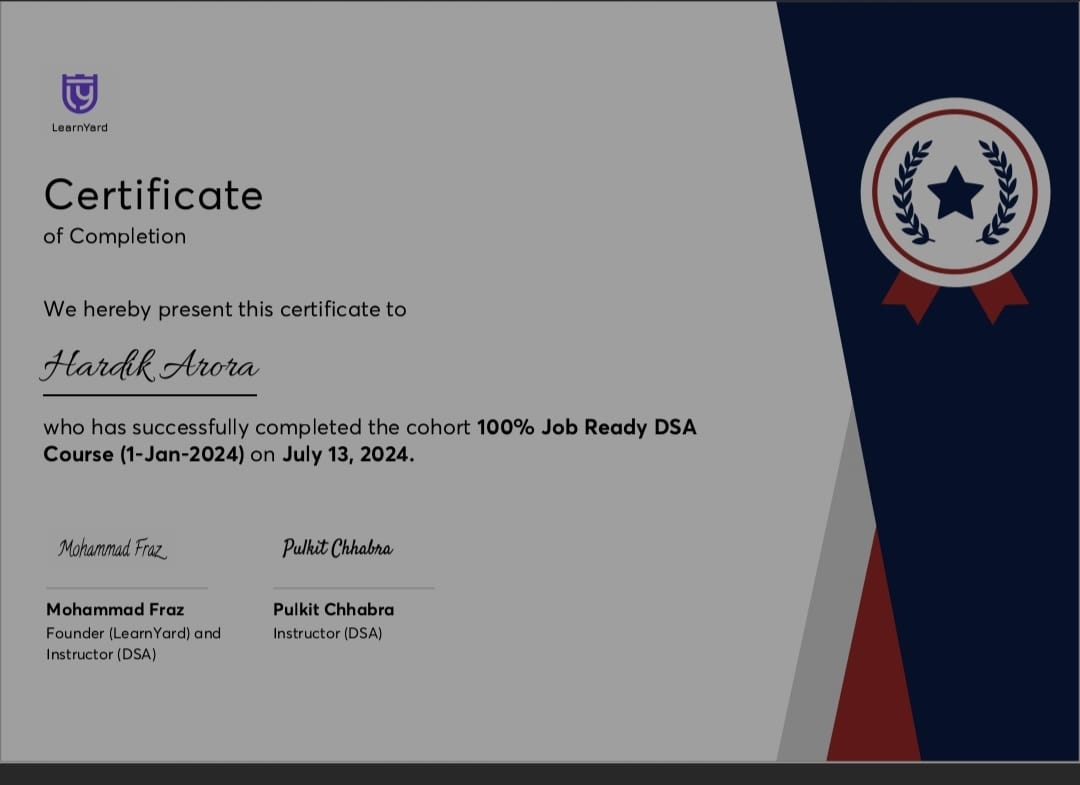 LearnYard
Certificate
of Completion
We hereby present this certificate to
Hardik Arora
who has successfully completed the cohort 100% Job Ready DSA
Course (1-Jan-2024) on July 13, 2024.
Mohammad Fraz
Pulkit Chhabra
Mohammad Fraz
Founder (LearnYard) and
Instructor (DSA)
Pulkit Chhabra
Instructor (DSA)